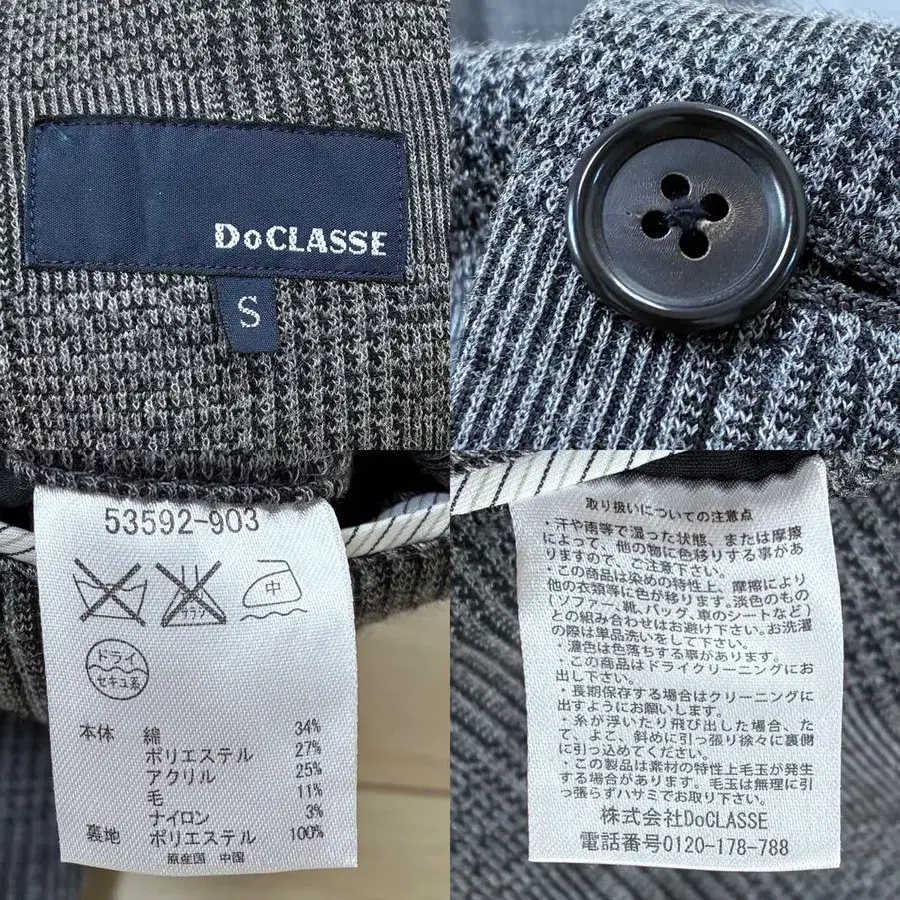 DoCLASSE
S
53592-903
エンソサラシ
中
ドライ
セキユ系
本体 綿 34%
ポリエステル 27%
アクリル 25%
毛 11%
ナイロン 3%
裏地 ポリエステル 100%
原産国 中国
取り扱いについての注意点
・汗や雨等で湿った状態、または摩擦
によって、他の物に色移りする事があ
りますので、ご注意下さい。
・この商品は染めの特性上、摩擦により
他の衣類等に色が移ります。淡色のもの
(ソファー、靴、バッグ、車のシートなど)
との組み合わせはお避け下さい。お洗濯
の際は単品洗いをして下さい。
・濃色は色落ちする事があります。
・この商品はドライクリーニングにお
出し下さい。
・長期保存する場合はクリーニングに
出すようにお願いします。
・糸が浮いたり飛び出した場合、た
て、よこ、斜めに引っ張り徐々に裏側
に引っ込めてください。
・この製品は素材の特性上毛玉が発生
する場合があります。毛玉は無理に引
っ張らずハサミでお取り下さい。
株式会社DoCLASSE
電話番号0120-178-788